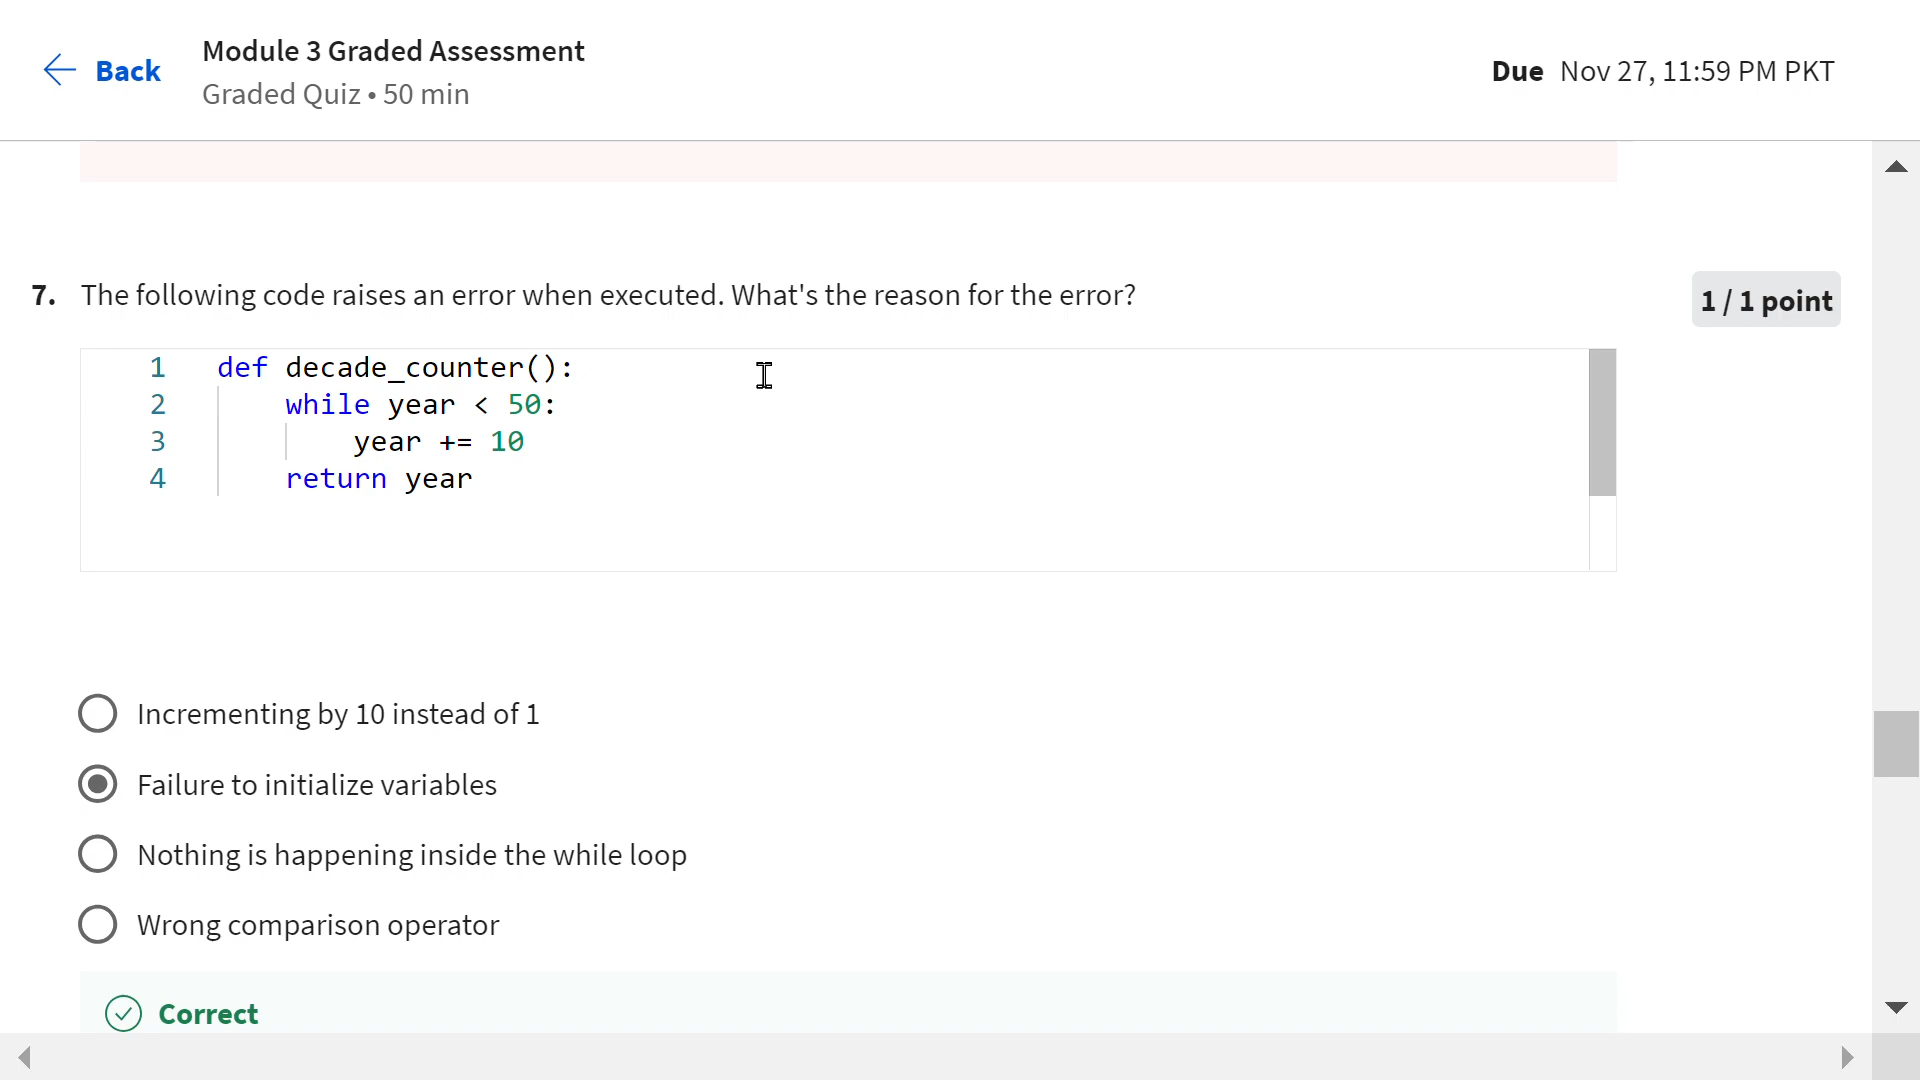 Back
Module 3 Graded Assessment
Graded Quiz • 50 min
Due Nov 27, 11:59 PM PKT
7. The following code raises an error when executed. What's the reason for the error?
1 / 1 point
1 def decade_counter():
2 while year < 50:
3 year += 10
4 return year
Incrementing by 10 instead of 1
Failure to initialize variables
Nothing is happening inside the while loop
Wrong comparison operator
Correct